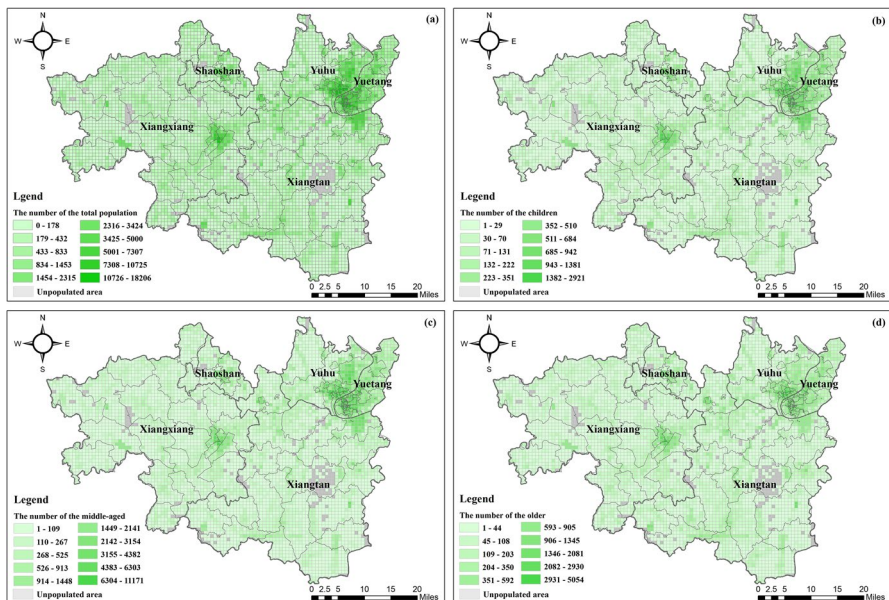 (a)
N
W E
S
Shaoshan
Yuhu
Yuetang
Xiangxiang
Xiangtan
Lgend
The number of the total population
0 - 178 2316 - 3424
179 - 432 3425 - 5000
433 - 833 5001 - 7307
834 - 1453 7308 - 10725
1454 - 2315 10726 - 18206
Unpopulated area
0 2.5 5 10 15 20
Miles
(b)
N
W E
S
Shaoshan
Yuhu
Yuetang
Xiangxiang
Xiangtan
Legend
The number of the children
1 - 29 352 - 510
30 - 70 511 - 684
71 - 131 685 - 942
132 - 222 943 - 1381
223 - 351 1382 - 2921
Unpopulated area
0 2.5 5 10 15 20
Miles
(c)
N
W E
S
Shaoshan
Yuhu
Yuetang
Xiangxiang
Xiangtan
Legend
The number of the middle-aged
1 - 109 1449 - 2141
110 - 267 2142 - 3154
268 - 525 3155 - 4382
526 - 913 4383 - 6303
914 - 1448 6304 - 11171
Unpopulated area
0 2.5 5 10 15 20
Miles
(d)
N
W E
S
Shaoshan
Yuhu
Yuetang
Xiangxiang
Xiangtan
Legend
The number of the older
1 - 44 593 - 905
45 - 108 906 - 1345
109 - 203 1346 - 2081
204 - 350 2082 - 2930
351 - 592 2931 - 5054
Unpopulated area
0 2.5 5 10 15 20
Miles